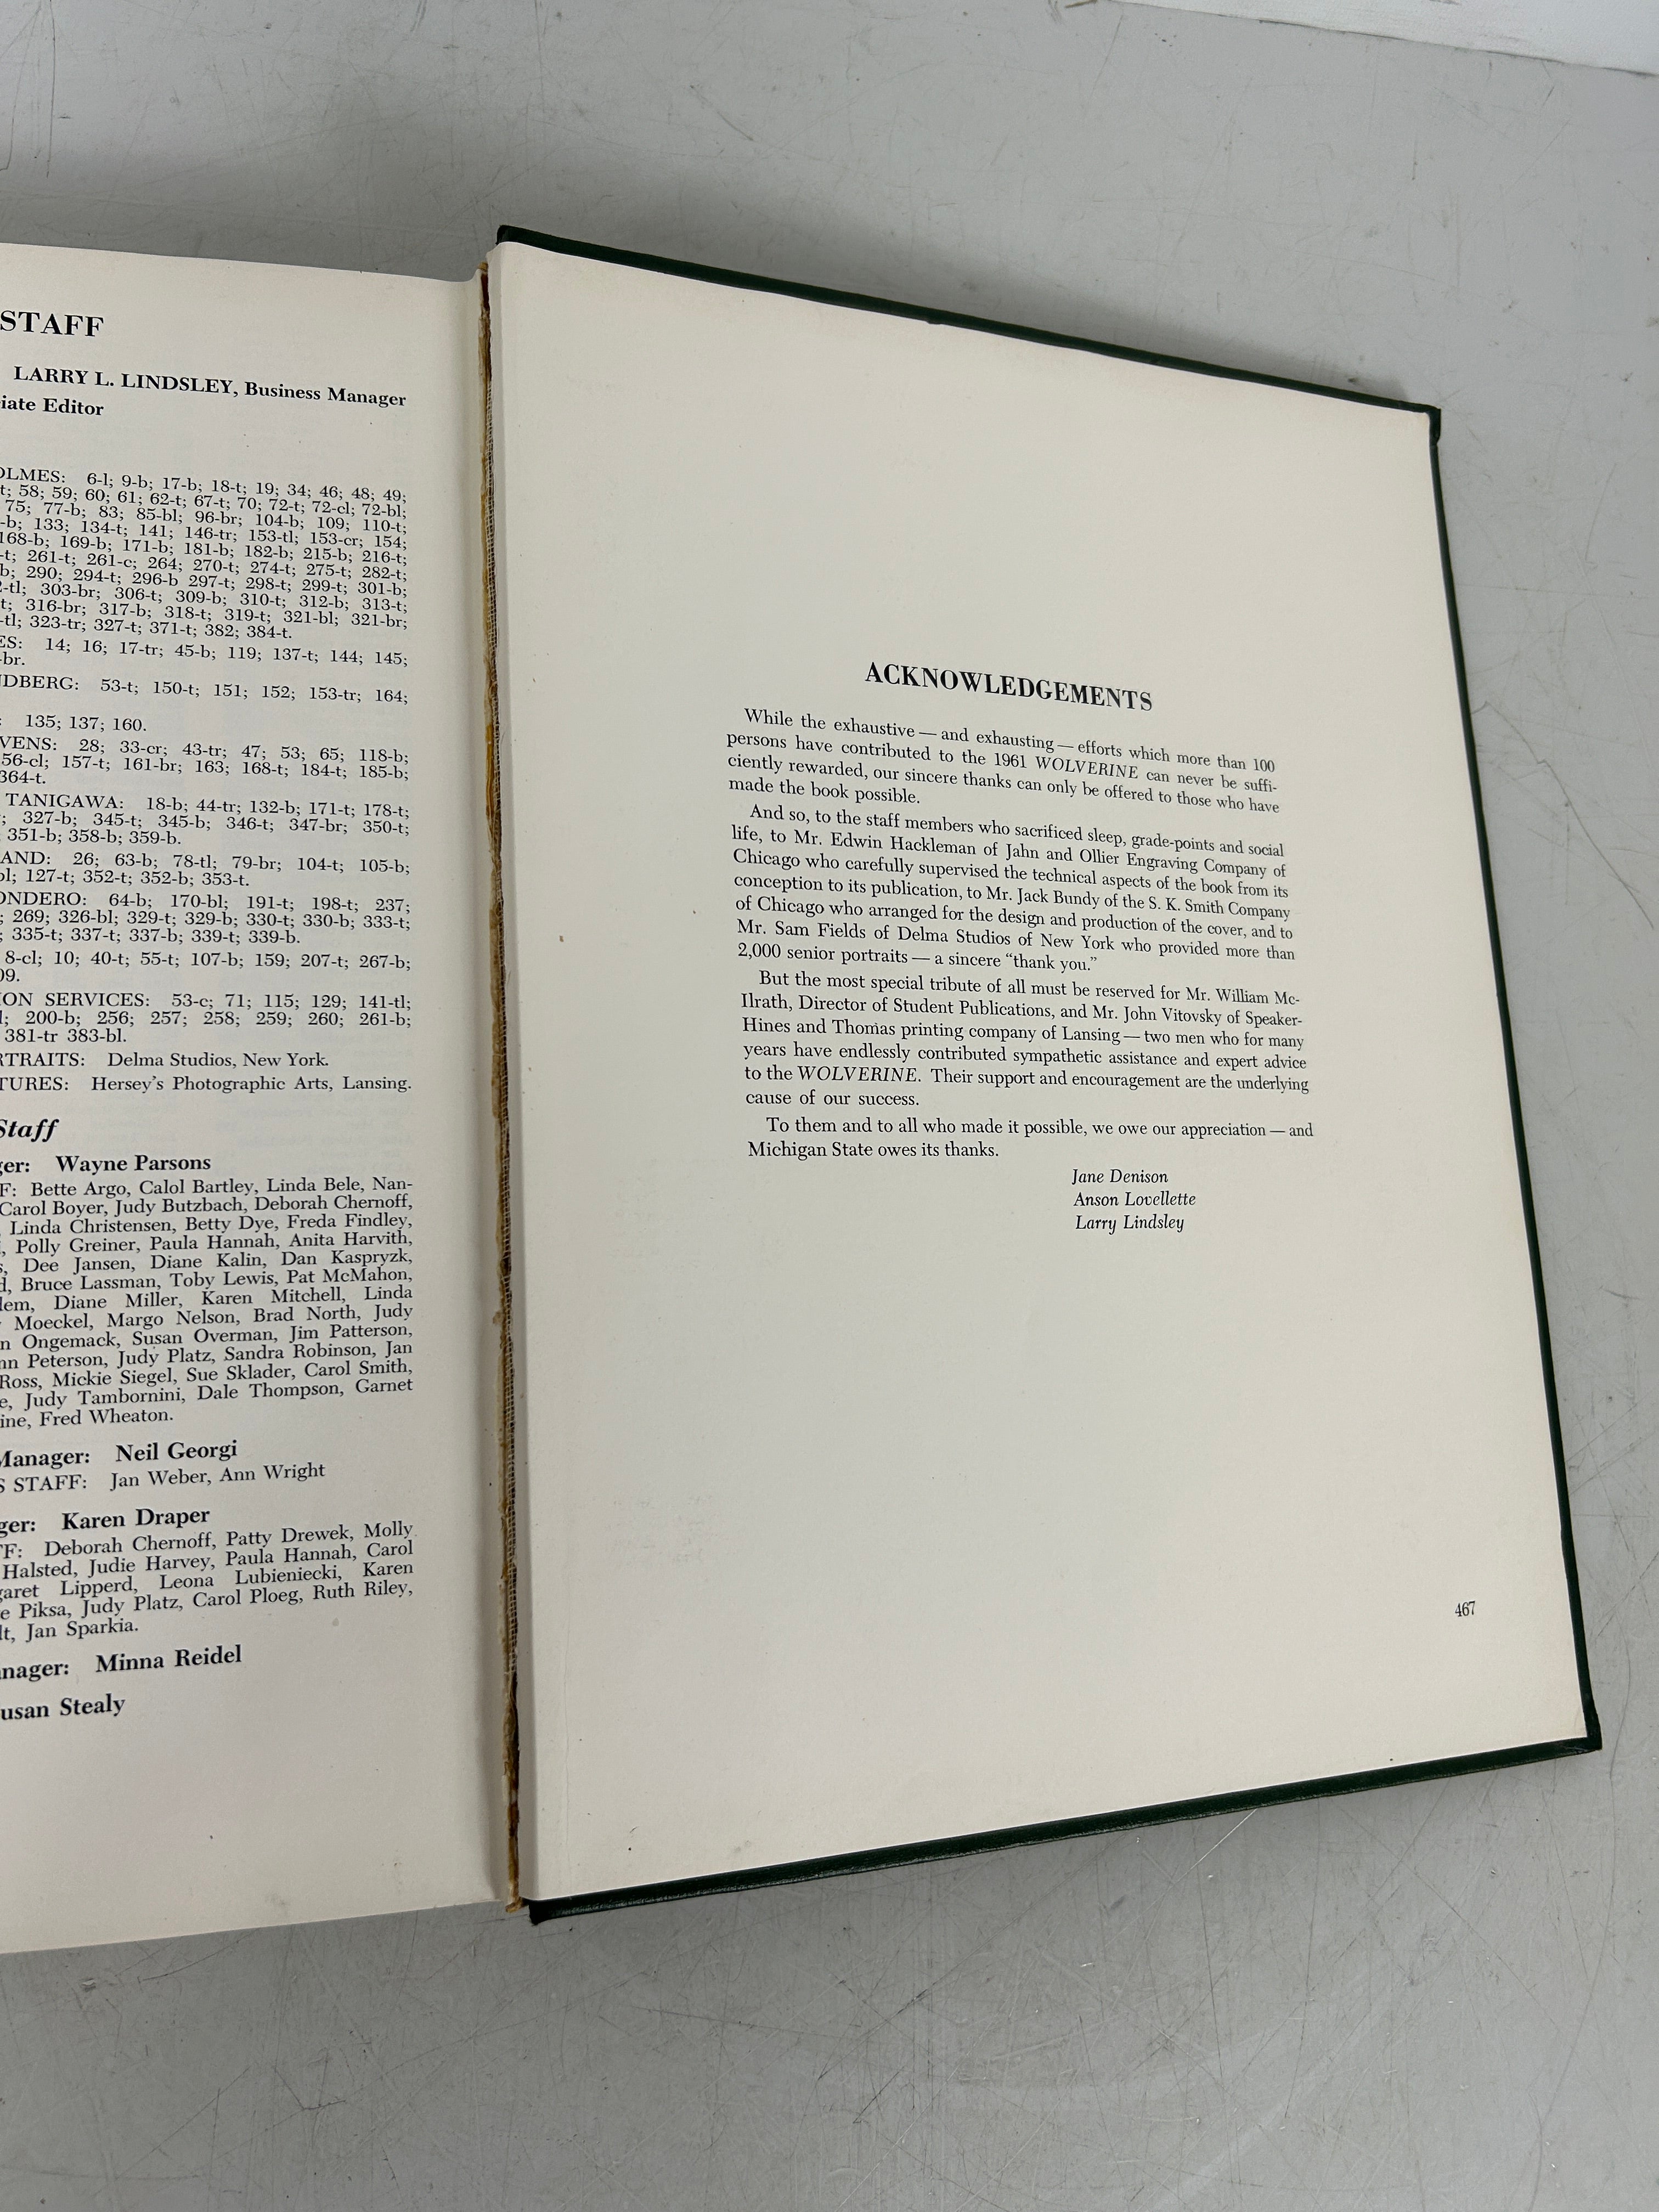 STAFF
LARRY L. LINDSLEY, Business Manager
iate Editor
OLMES: 6-l; 9-b; 17-b; 18-t; 19; 34; 46; 48; 49;
t; 58; 59; 60; 61; 62-t; 67-t; 70; 72-t; 72-cl; 72-bl;
75; 77-b; 83; 85-bl; 96-br; 104-b; 109; 110-t;
-b; 133; 134-t; 141; 146-tr; 153-tl; 153-cr; 154;
168-b; 169-b; 171-b; 181-b; 182-b; 215-b; 216-t;
-t; 261-t; 261-c; 264; 270-t; 274-t; 275-t; 282-t;
b; 290; 294-t; 296-b 297-t; 298-t; 299-t; 301-b;
2-tl; 303-br; 306-t; 309-b; 310-t; 312-b; 313-t;
t; 316-br; 317-b; 318-t; 319-t; 321-bl; 321-br;
-tl; 323-tr; 327-t; 371-t; 382; 384-t.
ES: 14; 16; 17-tr; 45-b; 119; 137-t; 144; 145;
-br.
NDBERG: 53-t; 150-t; 151; 152; 153-tr; 164;
: 135; 137; 160.
VENS: 28; 33-cr; 43-tr; 47; 53; 65; 118-b;
56-cl; 157-t; 161-br; 163; 168-t; 184-t; 185-b;
364-t.
TANIGAWA: 18-b; 44-tr; 132-b; 171-t; 178-t;
; 327-b; 345-t; 345-b; 346-t; 347-br; 350-t;
351-b; 358-b; 359-b.
AND: 26; 63-b; 78-tl; 79-br; 104-t; 105-b;
bl; 127-t; 352-t; 352-b; 353-t.
ONDERO: 64-b; 170-bl; 191-t; 198-t; 237;
; 269; 326-bl; 329-t; 329-b; 330-t; 330-b; 333-t;
; 335-t; 337-t; 337-b; 339-t; 339-b.
8-cl; 10; 40-t; 55-t; 107-b; 159; 207-t; 267-b;
09.
ION SERVICES: 53-c; 71; 115; 129; 141-tl;
l; 200-b; 256; 257; 258; 259; 260; 261-b;
381-tr 383-bl.
RTRAITS: Delma Studios, New York.
TURES: Hersey's Photographic Arts, Lansing.
Staff
ger: Wayne Parsons
F: Bette Argo, Calol Bartley, Linda Bele, Nan-
Carol Boyer, Judy Butzbach, Deborah Chernoff,
, Linda Christensen, Betty Dye, Freda Findley,
, Polly Greiner, Paula Hannah, Anita Harvith,
s, Dee Jansen, Diane Kalin, Dan Kaspryzk,
d, Bruce Lassman, Toby Lewis, Pat McMahon,
lem, Diane Miller, Karen Mitchell, Linda
Moeckel, Margo Nelson, Brad North, Judy
n Ongemack, Susan Overman, Jim Patterson,
nn Peterson, Judy Platz, Sandra Robinson, Jan
Ross, Mickie Siegel, Sue Sklader, Carol Smith,
e, Judy Tambornini, Dale Thompson, Garnet
ine, Fred Wheaton.
Manager: Neil Georgi
S STAFF: Jan Weber, Ann Wright
ger: Karen Draper
FF: Deborah Chernoff, Patty Drewek, Molly
Halsted, Judie Harvey, Paula Hannah, Carol
garet Lipperd, Leona Lubieniecki, Karen
e Piksa, Judy Platz, Carol Ploeg, Ruth Riley,
lt, Jan Sparkia.
nager: Minna Reidel
usan Stealy
ACKNOWLEDGEMENTS
While the exhaustive — and exhausting — efforts which more than 100
persons have contributed to the 1961 WOLVERINE can never be suffi-
ciently rewarded, our sincere thanks can only be offered to those who have
made the book possible.
And so, to the staff members who sacrificed sleep, grade-points and social
life, to Mr. Edwin Hackleman of Jahn and Ollier Engraving Company of
Chicago who carefully supervised the technical aspects of the book from its
conception to its publication, to Mr. Jack Bundy of the S. K. Smith Company
of Chicago who arranged for the design and production of the cover, and to
Mr. Sam Fields of Delma Studios of New York who provided more than
2,000 senior portraits — a sincere "thank you."
But the most special tribute of all must be reserved for Mr. William Mc-
Ilrath, Director of Student Publications, and Mr. John Vitovsky of Speaker-
Hines and Thomas printing company of Lansing — two men who for many
years have endlessly contributed sympathetic assistance and expert advice
to the WOLVERINE. Their support and encouragement are the underlying
cause of our success.
To them and to all who made it possible, we owe our appreciation — and
Michigan State owes its thanks.
Jane Denison
Anson Lovellette
Larry Lindsley
467